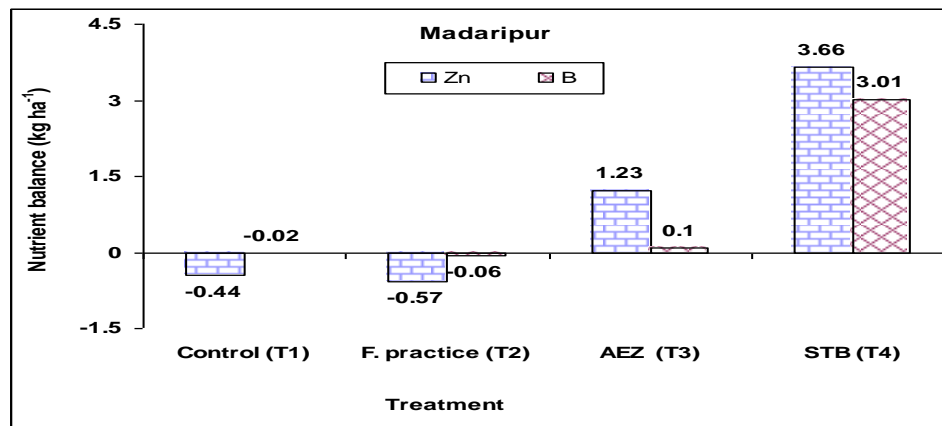 Madaripur
Zn B
Nutrient balance (kg ha-1)
4.5
3
1.5
0
-1.5
-0.44
-0.02
-0.57
-0.06
1.23
0.1
3.66
3.01
Control (T1) F. practice (T2) AEZ (T3) STB (T4)
Treatment